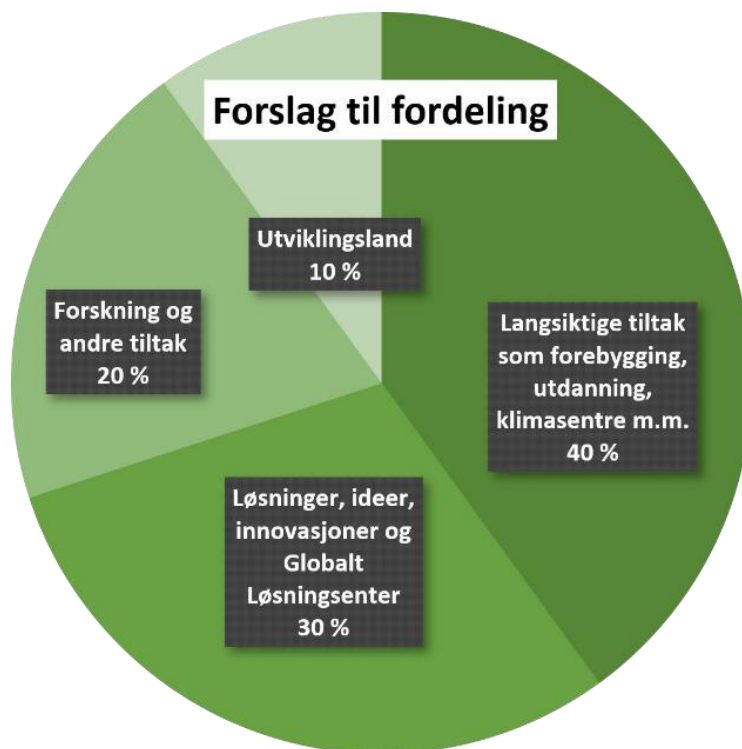 Forslag til fordeling
Utviklingsland
10 %
Forskning og
andre tiltak
20 %
Langsiktige tiltak
som forebygging,
utdanning,
klimasentre m.m.
40 %
Løsninger, ideer,
innovasjoner og
Globalt
Løsningsenter
30 %